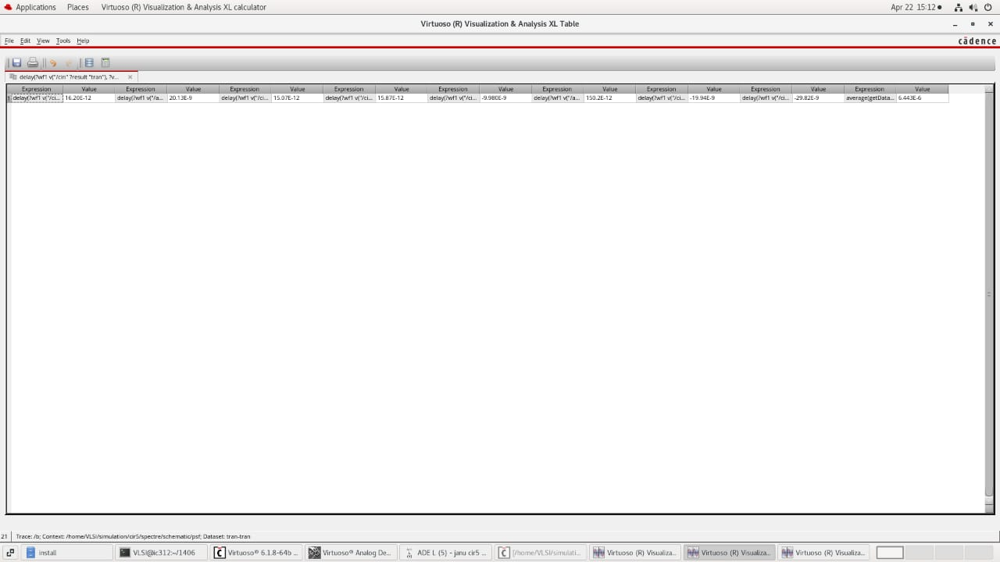 Applications Places Virtuoso (R) Visualization & Analysis XL calculator Apr 22 15:12
Virtuoso (R) Visualization & Analysis XL Table
File Edit View Tools Help cādence
delay(?wf1 v("/cin" ?result "tran"), ?v...
Expression Value Expression Value Expression Value Expression Value Expression Value Expression Value Expression Value Expression Value Expression Value
1 delay(?wf1 v("/ci... 16.20E-12 delay(?wf1 v("/a... 20.13E-9 delay(?wf1 v("/ci... 15.07E-12 delay(?wf1 v("/ci... 15.87E-12 delay(?wf1 v("/ci... -9.980E-9 delay(?wf1 v("/a... 150.2E-12 delay(?wf1 v("/ci... -19.94E-9 delay(?wf1 v("/ci... -29.82E-9 average(getData... 6.443E-6
21 Trace: /b; Context: /home/VLSI/simulation/cir5/spectre/schematic/psf; Dataset: tran-tran
install VLSI@ic312:~/1406 Virtuoso® 6.1.8-64b ... Virtuoso® Analog De... ADE L (5) - janu cir5 ... [/home/VLSI/simulati... Virtuoso (R) Visualiza... Virtuoso (R) Visualiza... Virtuoso (R) Visualiza...